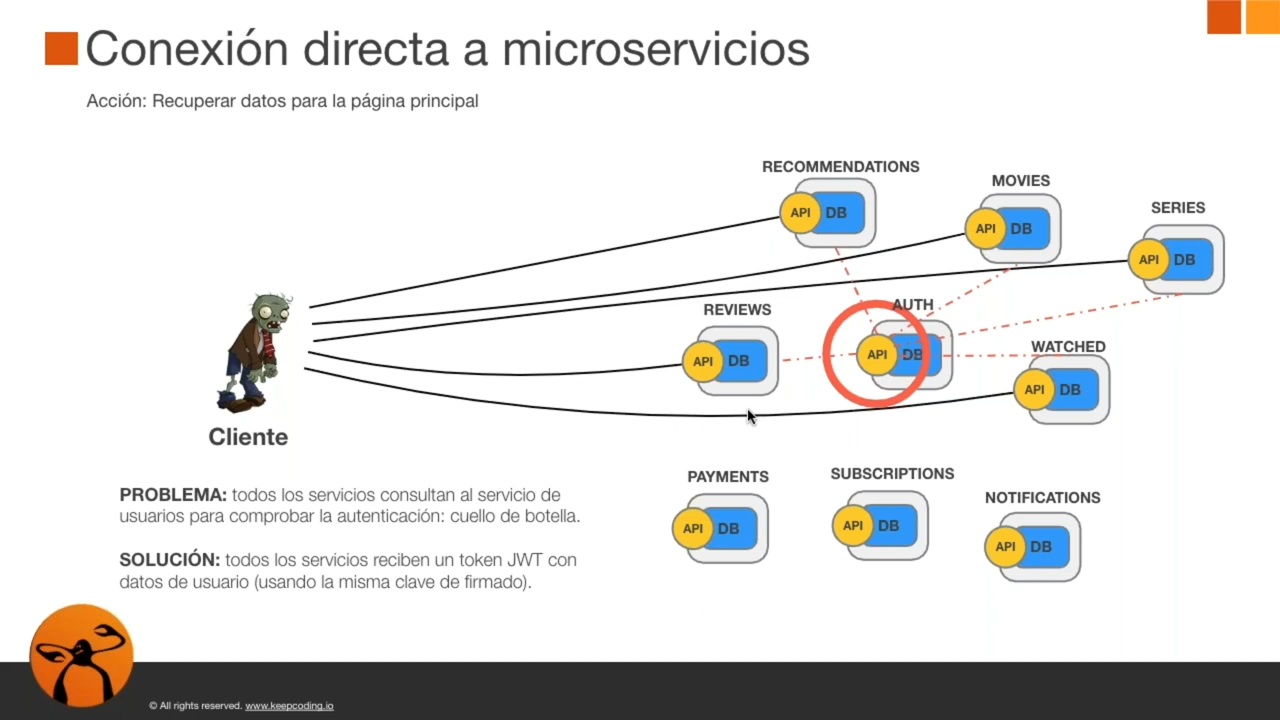 Conexión directa a microservicios
Acción: Recuperar datos para la página principal
RECOMMENDATIONS
API DB
MOVIES
API DB
SERIES
API DB
REVIEWS
API DB
AUTH
API DB
WATCHED
API DB
Cliente
PROBLEMA: todos los servicios consultan al servicio de
usuarios para comprobar la autenticación: cuello de botella.
SOLUCIÓN: todos los servicios reciben un token JWT con
datos de usuario (usando la misma clave de firmado).
PAYMENTS
API DB
SUBSCRIPTIONS
API DB
NOTIFICATIONS
API DB
© All rights reserved. www.keepcoding.io